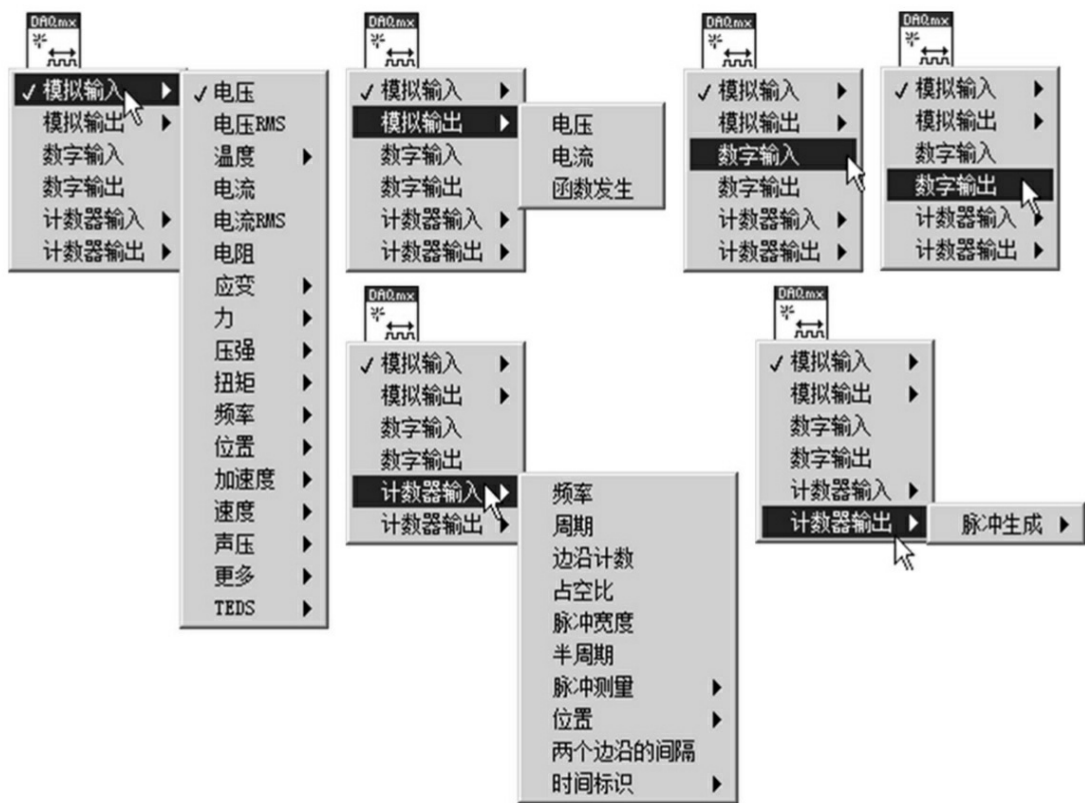 DAQmx
✓ 模拟输入
模拟输出
数字输入
数字输出
计数器输入
计数器输出
✓ 电压
电压RMS
温度
电流
电流RMS
电阻
应变
力
压强
扭矩
频率
位置
加速度
速度
声压
更多
TEDS
DAQmx
✓ 模拟输入
模拟输出
数字输入
数字输出
计数器输入
计数器输出
电压
电流
函数发生
DAQmx
✓ 模拟输入
模拟输出
数字输入
数字输出
计数器输入
计数器输出
DAQmx
✓ 模拟输入
模拟输出
数字输入
数字输出
计数器输入
计数器输出
DAQmx
✓ 模拟输入
模拟输出
数字输入
数字输出
计数器输入
计数器输出
频率
周期
边沿计数
占空比
脉冲宽度
半周期
脉冲测量
位置
两个边沿的间隔
时间标识
DAQmx
✓ 模拟输入
模拟输出
数字输入
数字输出
计数器输入
计数器输出
脉冲生成